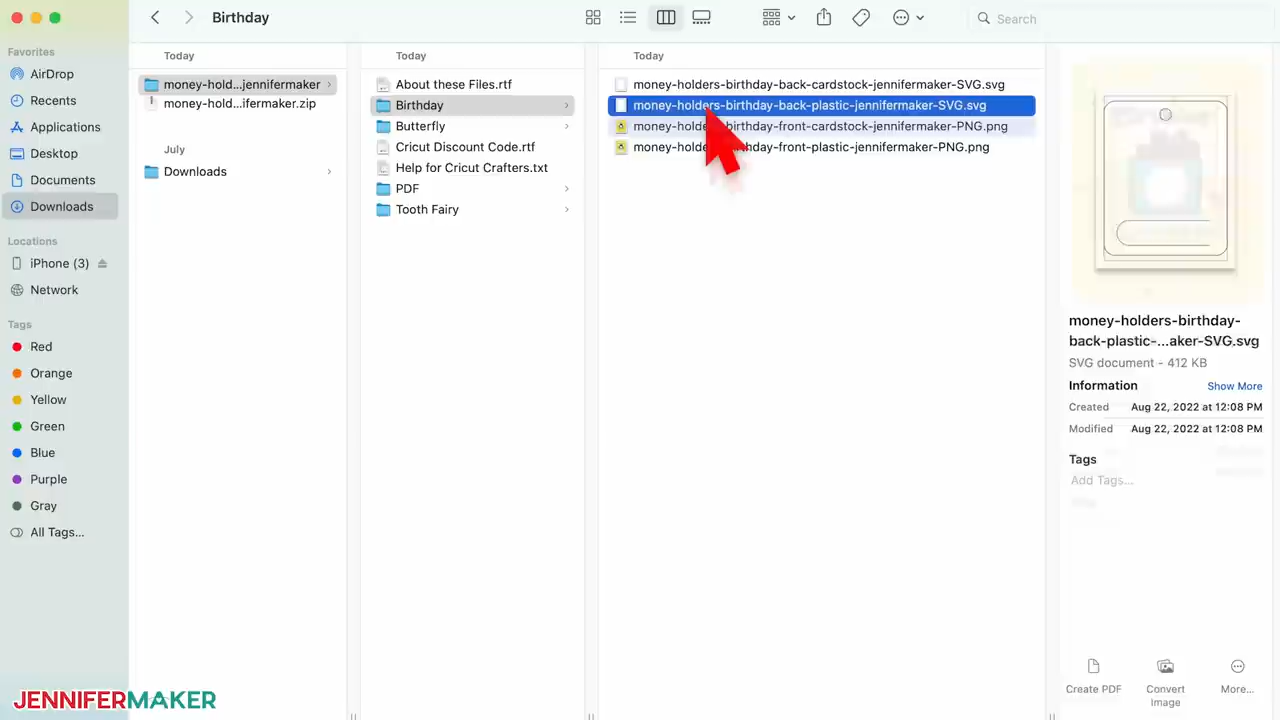 Birthday
Search
Favorites
AirDrop
Recents
Applications
Desktop
Documents
Downloads
Locations
iPhone (3)
Network
Tags
Red
Orange
Yellow
Green
Blue
Purple
Gray
All Tags...
Today
money-hold...jennifermaker
money-hold...ifermaker.zip
July
Downloads
Today
About these Files.rtf
Birthday
Butterfly
Cricut Discount Code.rtf
Help for Cricut Crafters.txt
PDF
Tooth Fairy
Today
money-holders-birthday-back-cardstock-jennifermaker-SVG.svg
money-holders-birthday-back-plastic-jennifermaker-SVG.svg
money-holders-birthday-front-cardstock-jennifermaker-PNG.png
money-holders-birthday-front-plastic-jennifermaker-PNG.png
money-holders-birthday-
back-plastic-...aker-SVG.svg
SVG document - 412 KB
Information Show More
Created Aug 22, 2022 at 12:08 PM
Modified Aug 22, 2022 at 12:08 PM
Tags
Add Tags...
Create PDF
Convert Image
More...
JENNIFERMAKER